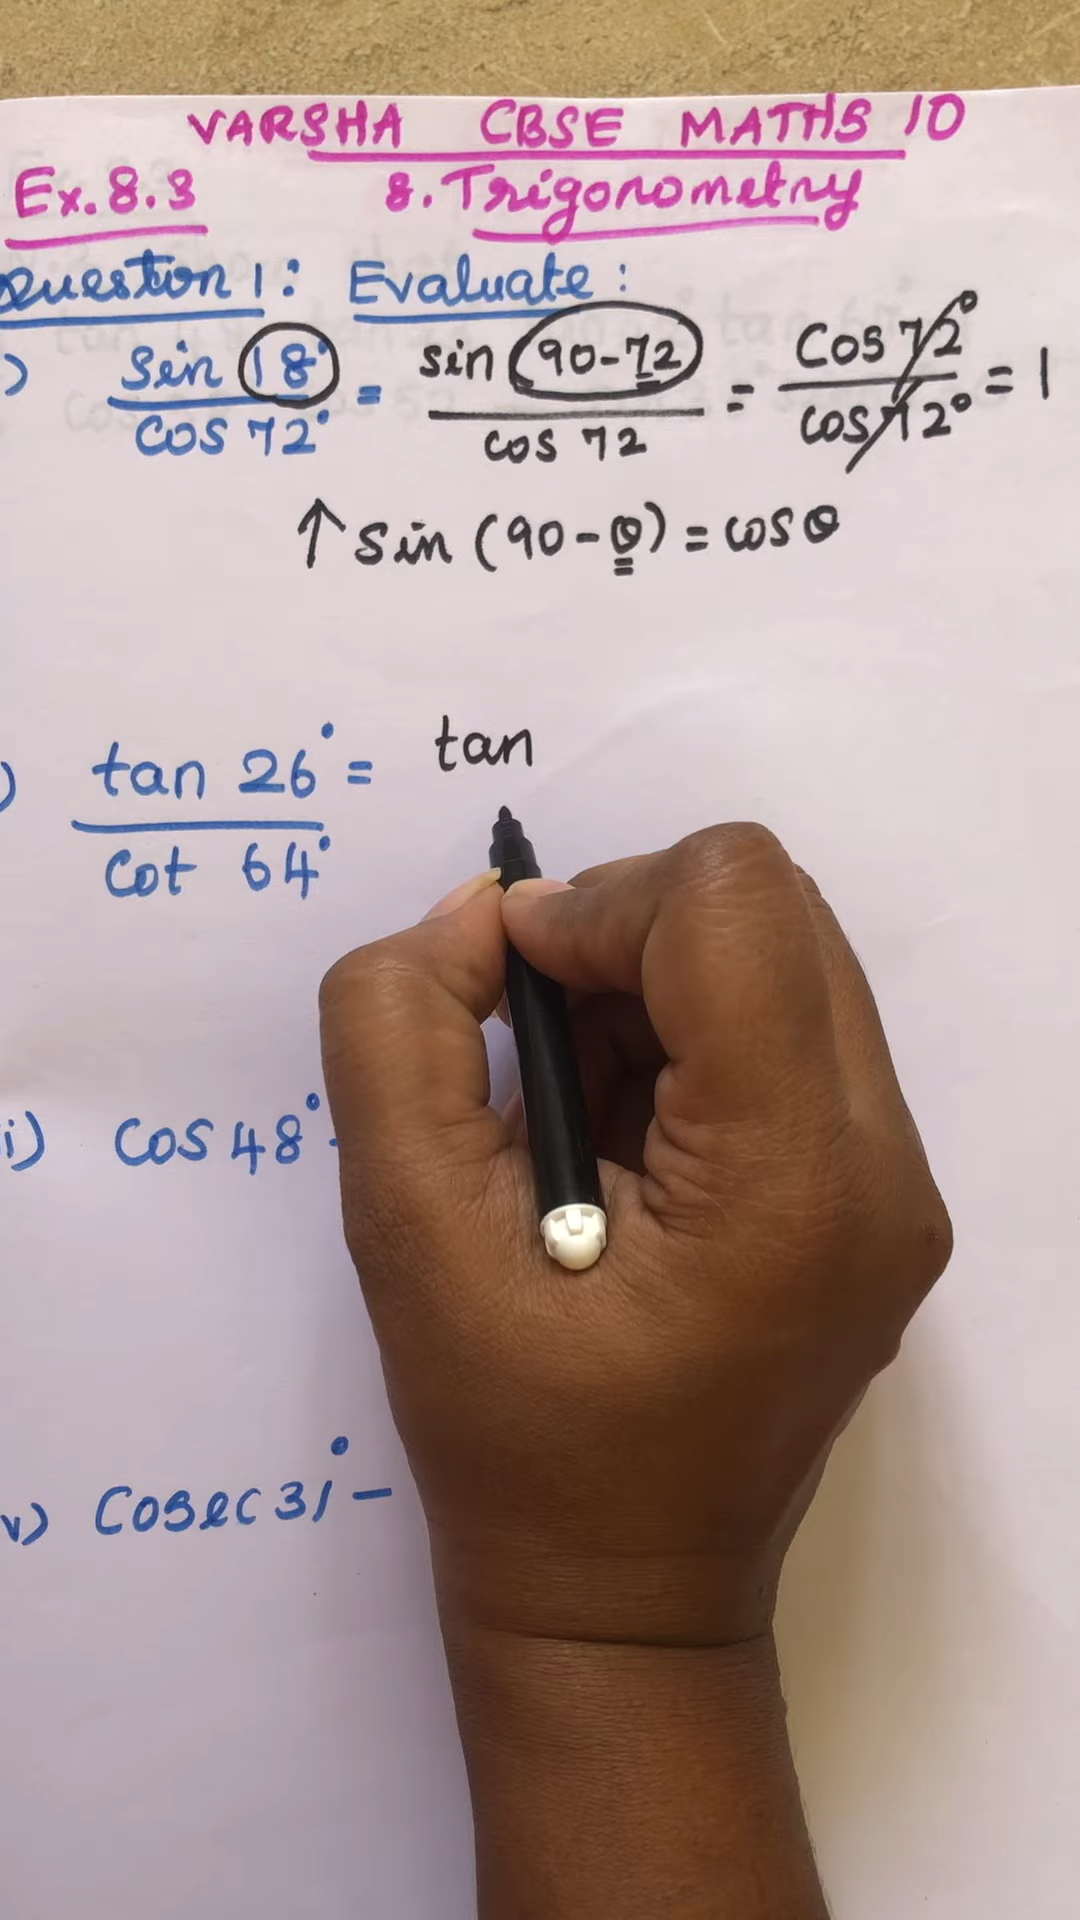 VARSHA CBSE MATHS 10
Ex. 8.3 8. Trigonometry
Question 1: Evaluate:
) sin 18° / cos 72° = sin (90-72) / cos 72 = cos 72° / cos 72° = 1
↑ sin (90-θ) = cos θ
) tan 26° / cot 64° = tan
i) cos 48°
v) Cosec 31° -